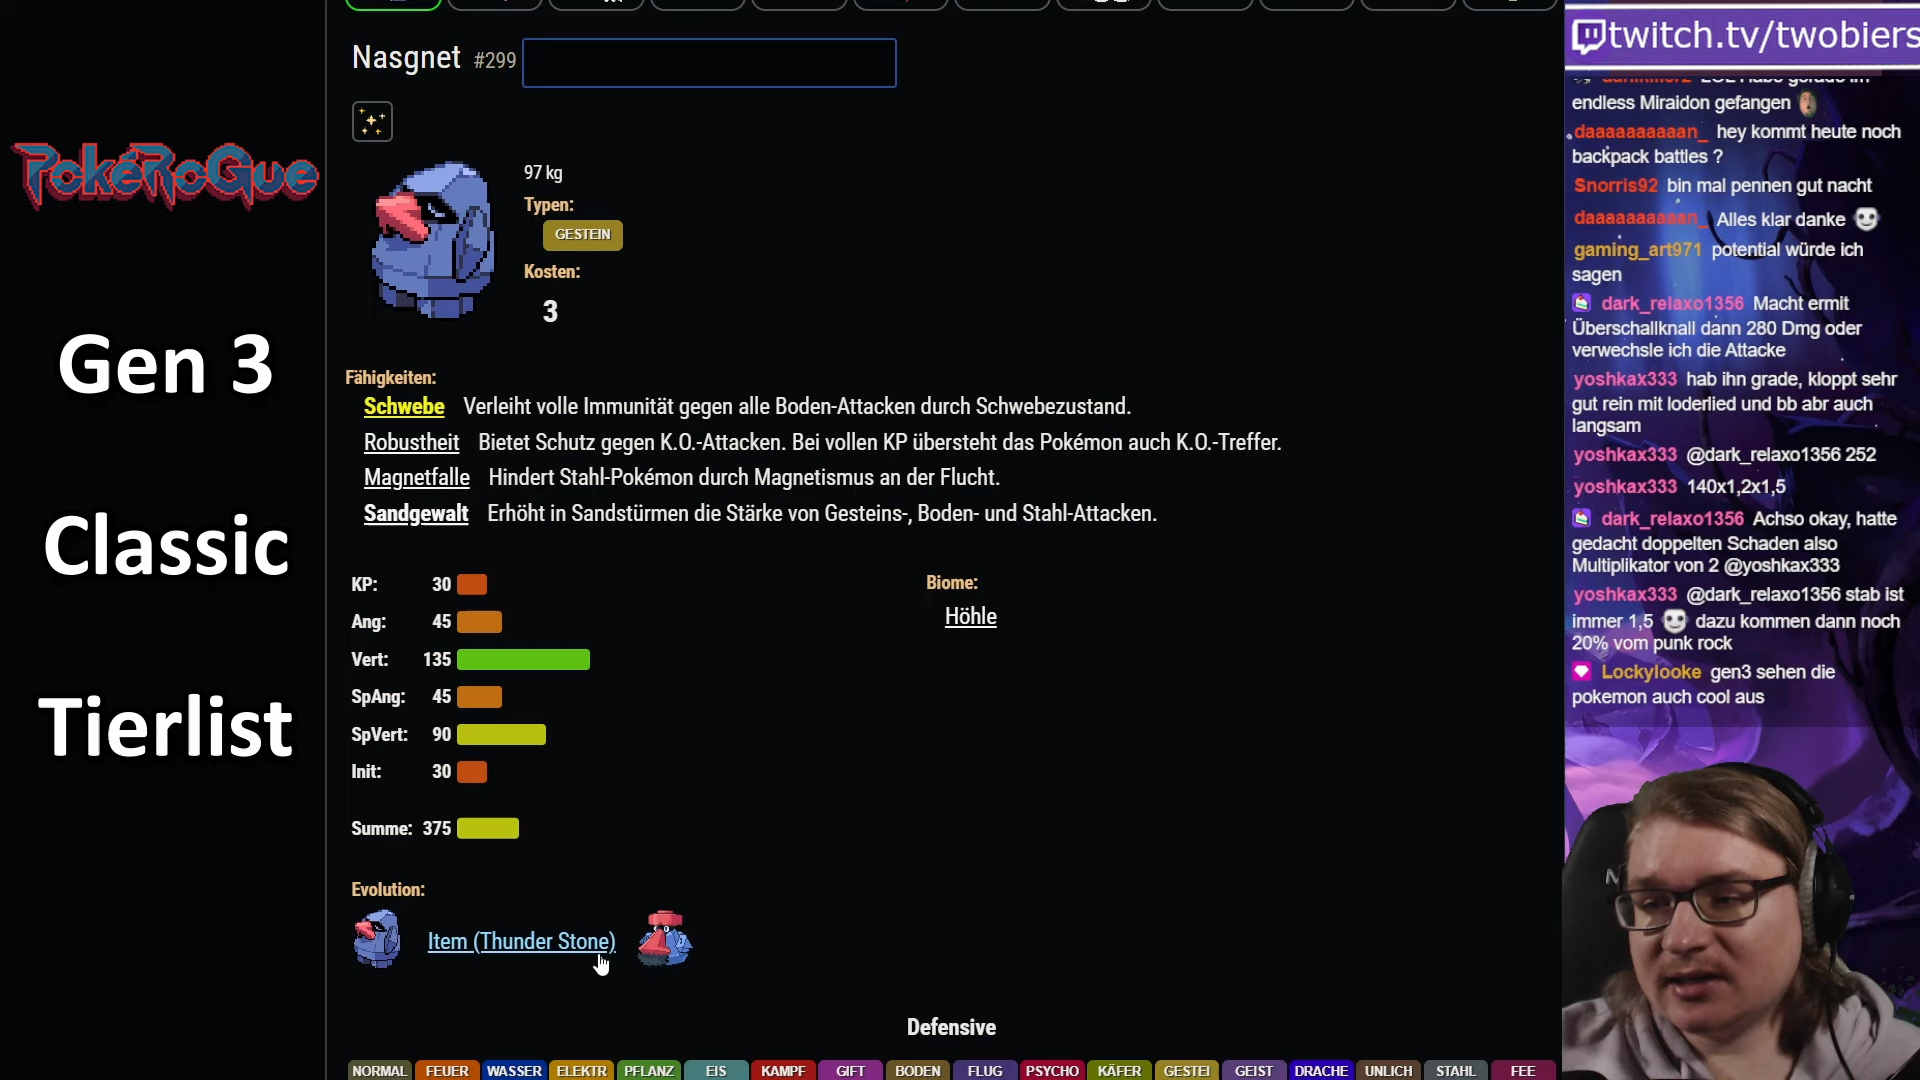 Nasgnet #299
97 kg
Typen:
GESTEIN
Kosten:
3
Fähigkeiten:
Schwebe Verleiht volle Immunität gegen alle Boden-Attacken durch Schwebezustand.
Robustheit Bietet Schutz gegen K.O.-Attacken. Bei vollen KP übersteht das Pokémon auch K.O.-Treffer.
Magnetfalle Hindert Stahl-Pokémon durch Magnetismus an der Flucht.
Sandgewalt Erhöht in Sandstürmen die Stärke von Gesteins-, Boden- und Stahl-Attacken.
KP: 30
Ang: 45
Vert: 135
SpAng: 45
SpVert: 90
Init: 30
Summe: 375
Biome:
Höhle
Evolution:
Item (Thunder Stone)
Defensive
NORMAL FEUER WASSER ELEKTR PFLANZ EIS KAMPF GIFT BODEN FLUG PSYCHO KÄFER GESTEI GEIST DRACHE UNLICH STAHL FEE
PokéRoGue
Gen 3
Classic
Tierlist
twitch.tv/twobiers
endless Miraidon gefangen
daaaaaaaaaan_ hey kommt heute noch
backpack battles ?
Snorris92 bin mal pennen gut nacht
daaaaaaaaaan_ Alles klar danke
gaming_art971 potential würde ich
sagen
dark_relaxo1356 Macht ermit
Überschallknall dann 280 Dmg oder
verwechsle ich die Attacke
yoshkax333 hab ihn grade, kloppt sehr
gut rein mit loderlied und bb abr auch
langsam
yoshkax333 @dark_relaxo1356 252
yoshkax333 140x1,2x1,5
dark_relaxo1356 Achso okay, hatte
gedacht doppelten Schaden also
Multiplikator von 2 @yoshkax333
yoshkax333 @dark_relaxo1356 stab ist
immer 1,5 dazu kommen dann noch
20% vom punk rock
Lockylooke gen3 sehen die
pokemon auch cool aus